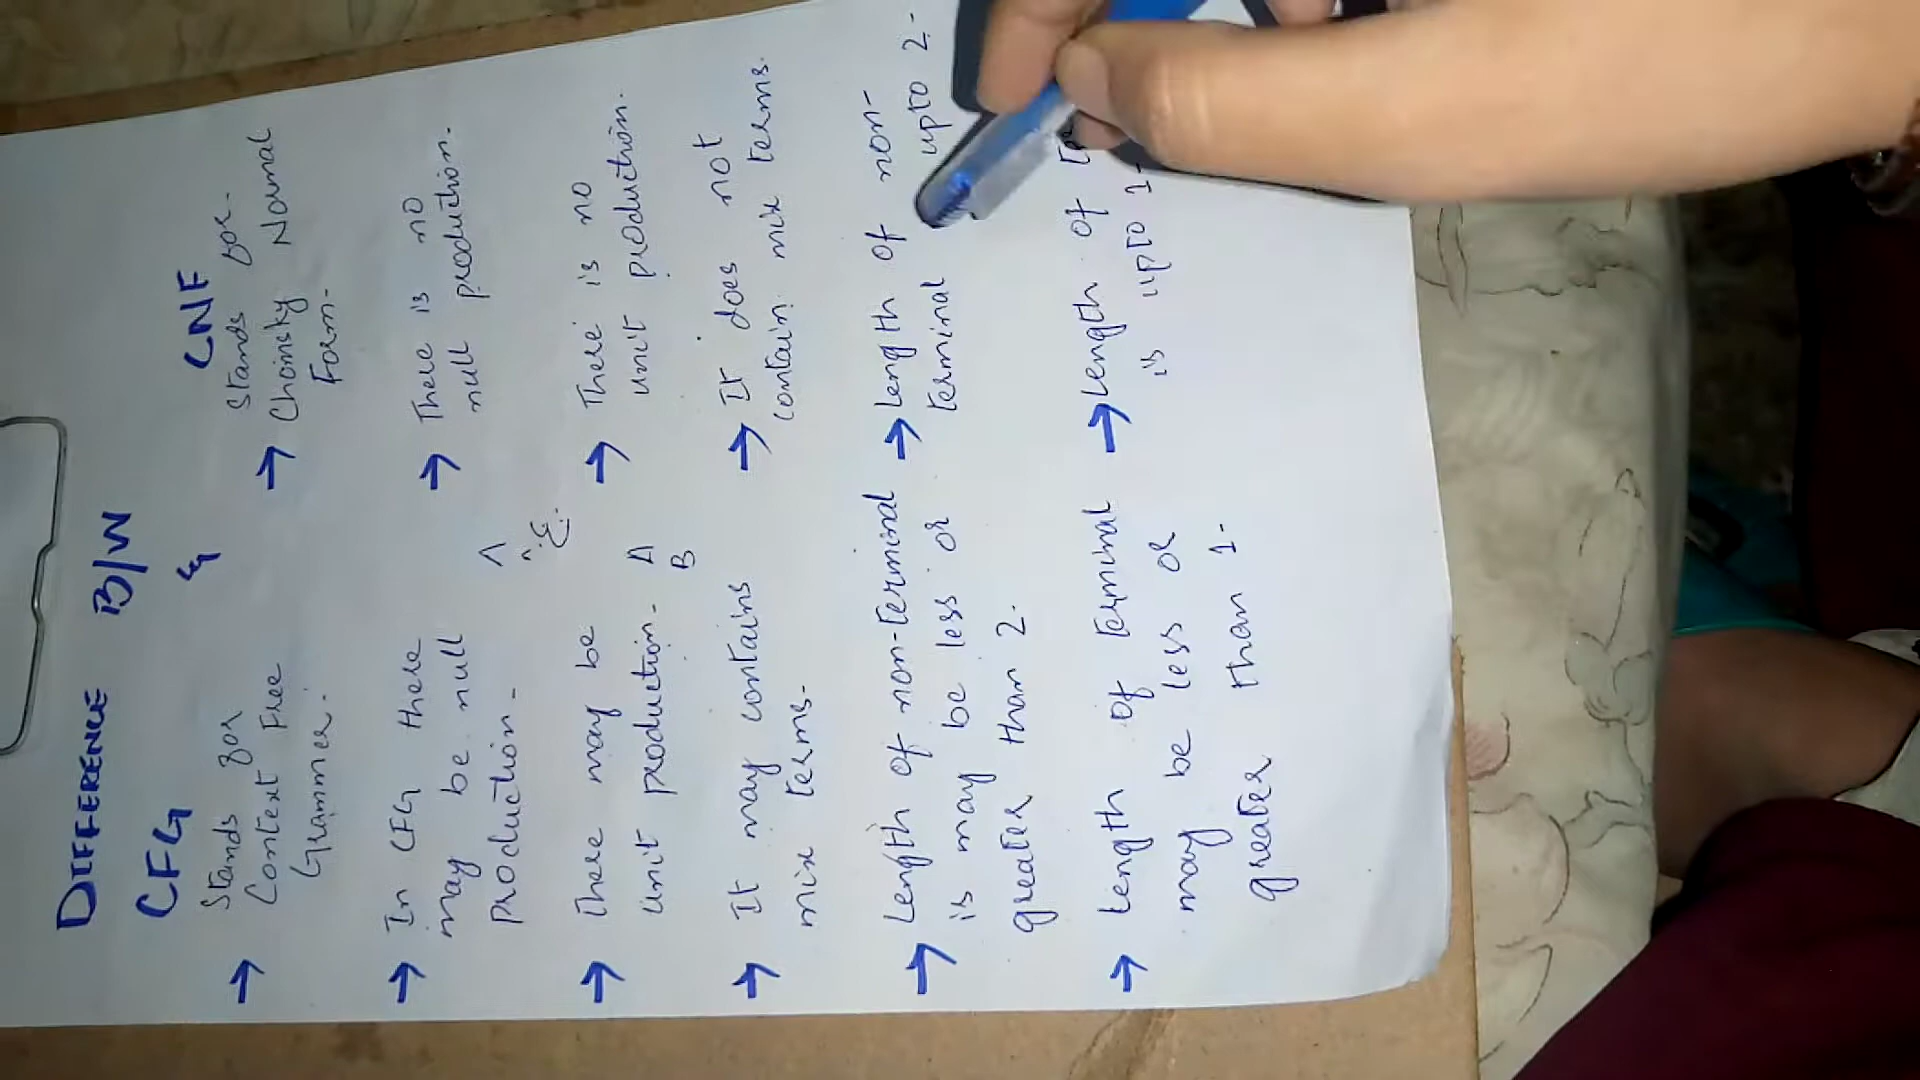 DIFFERENCE B/W
CFG & CNF
→ Stands for
Context Free
Grammer.
→ In CFG there
may be null
production-
^
^.
ε.
→ there may be
unit production-
A
B
→ It may contains
mix terms-
→ Length of non-terminal
is may be less or
greater than 2.
→ Length of terminal
may be less or
greater than 1-
Stands for-
→ Choinsky Normal
Form-
→ There is no
null production.
→ There is no
unit production.
→ It does not
contain mix terms.
→ Length of non-
terminal upto 2-
→ Length of
is upto 1-